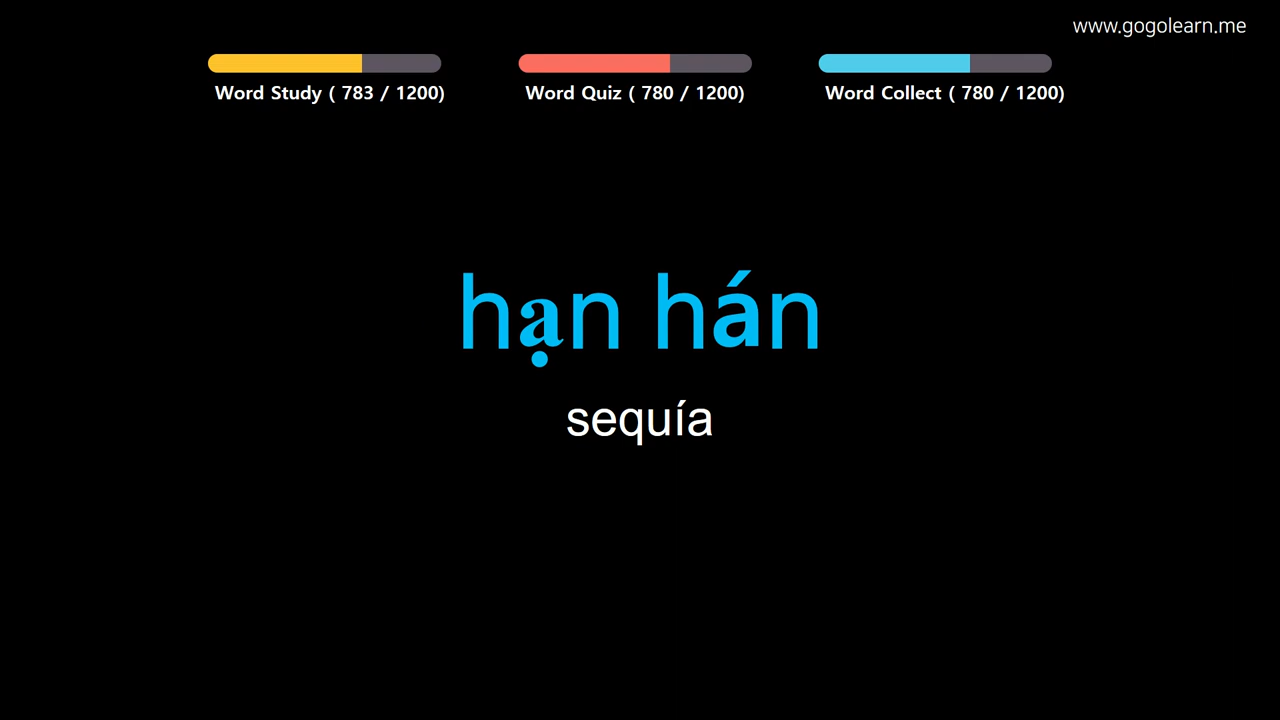 www.gogolearn.me
Word Study ( 783 / 1200)
Word Quiz ( 780 / 1200)
Word Collect ( 780 / 1200)
hạn hán
sequía